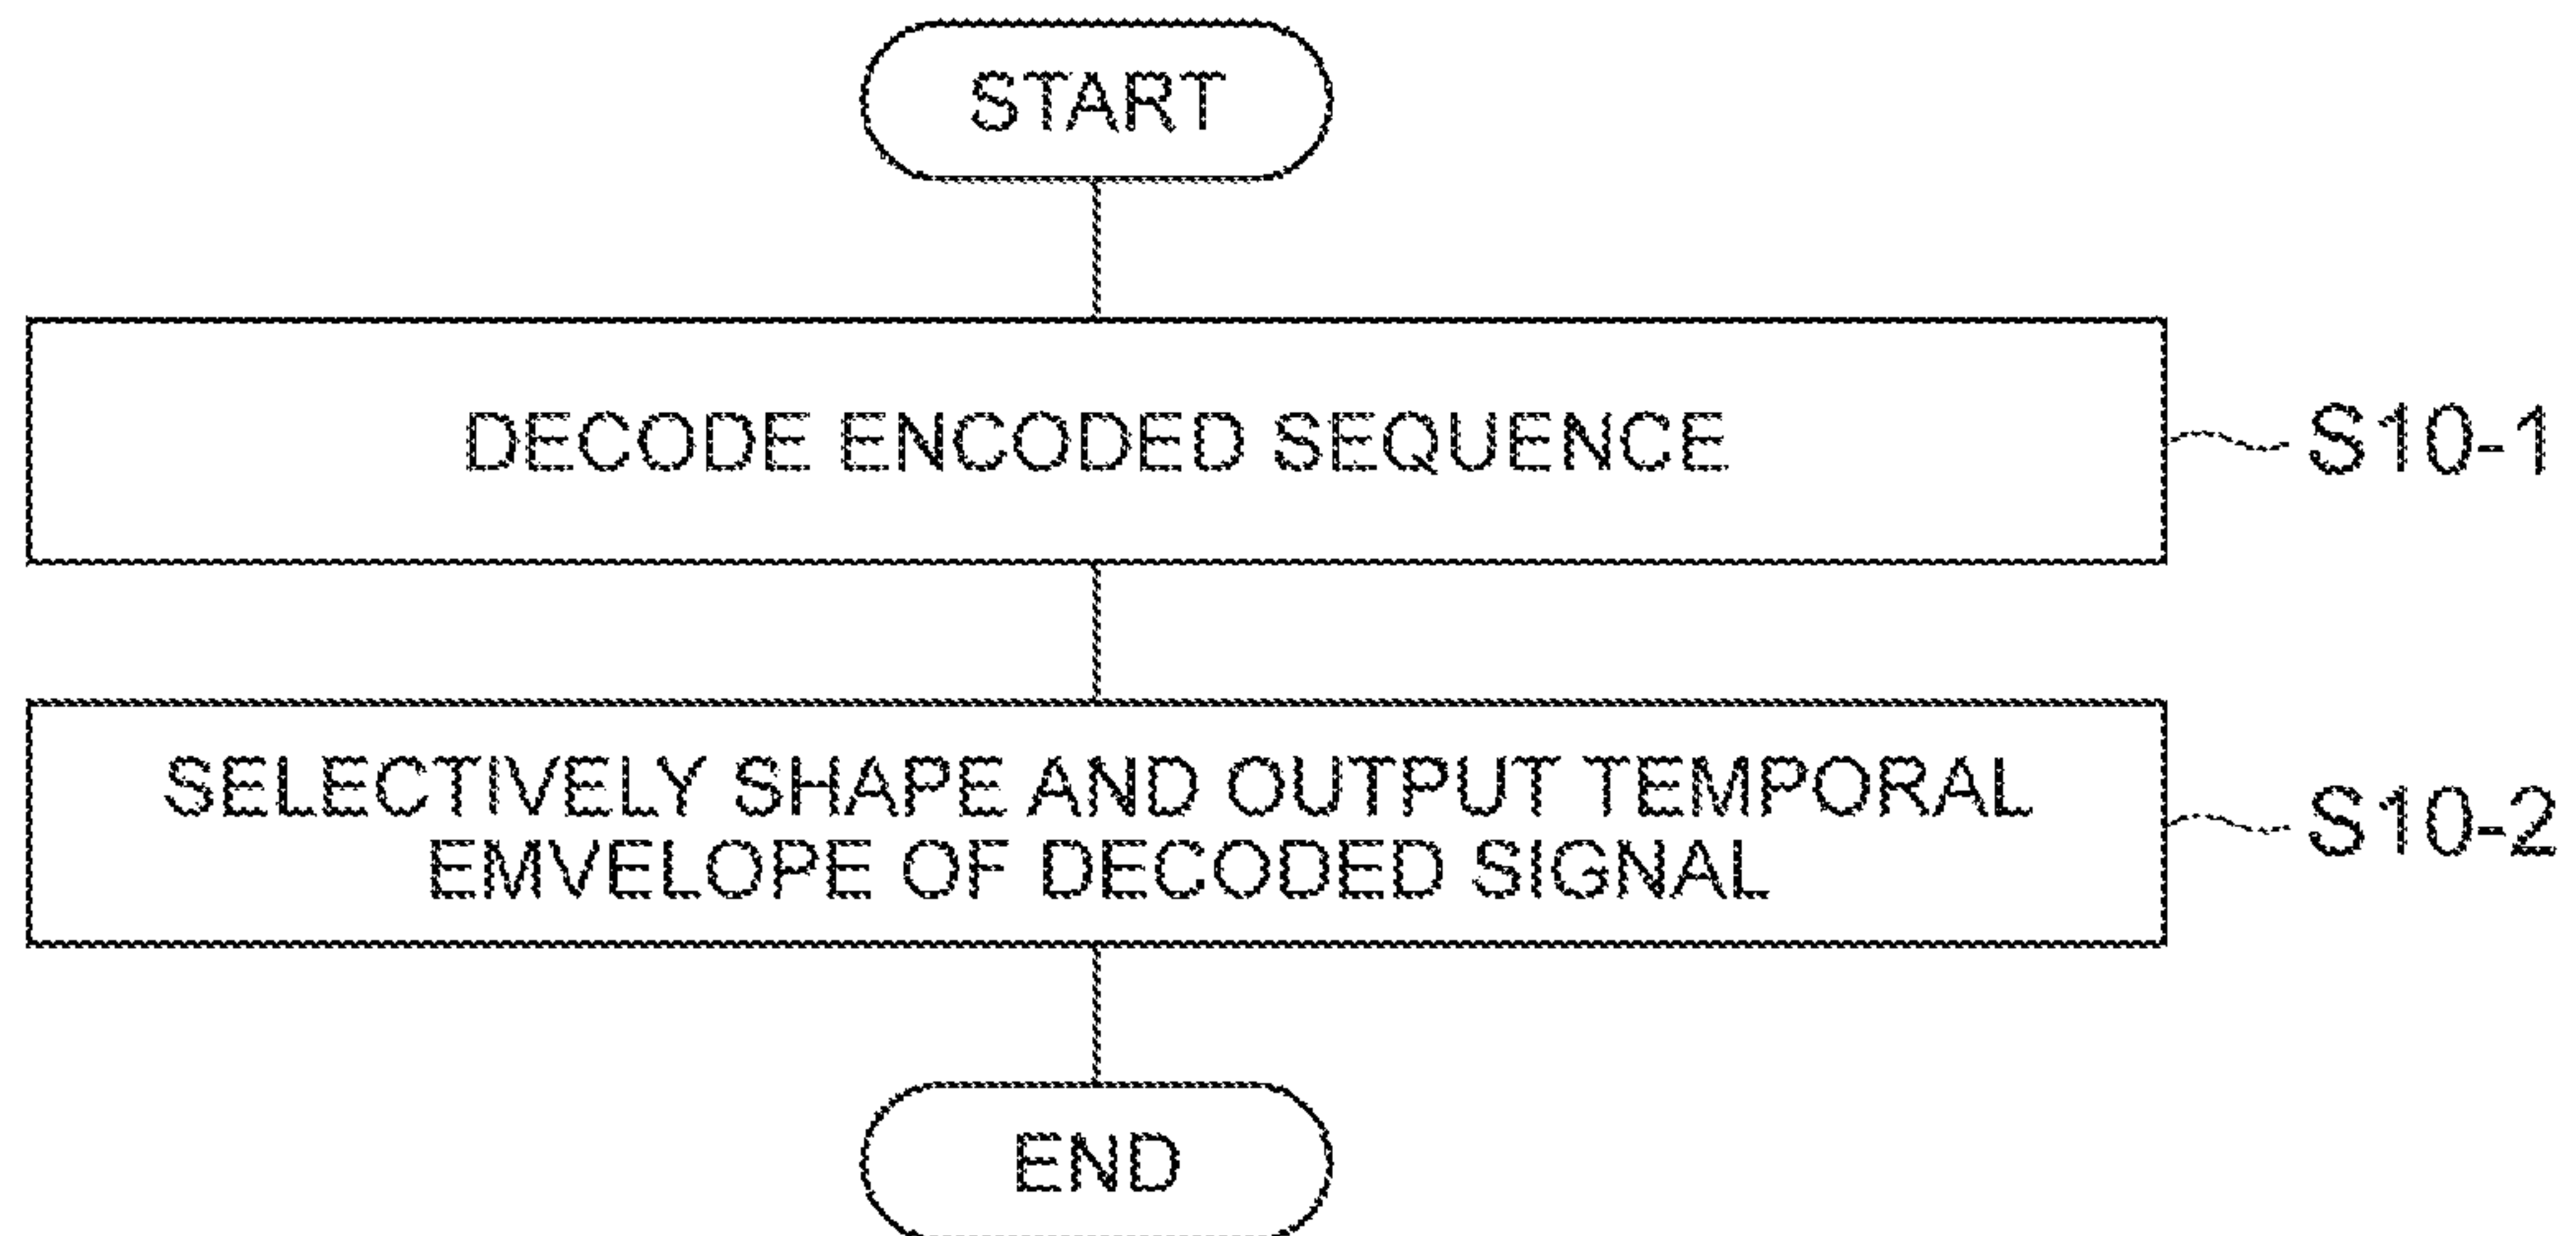 START
DECODE ENCODED SEQUENCE
S10-1
SELECTIVELY SHAPE AND OUTPUT TEMPORAL
EMVELOPE OF DECODED SIGNAL
S10-2
END